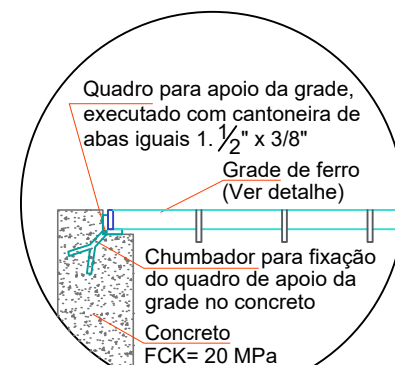 Quadro para apoio da grade,
executado com cantoneira de
abas iguais 1.1/2" x 3/8"
Grade de ferro
(Ver detalhe)
Chumbador para fixação
do quadro de apoio da
grade no concreto
Concreto
FCK= 20 MPa